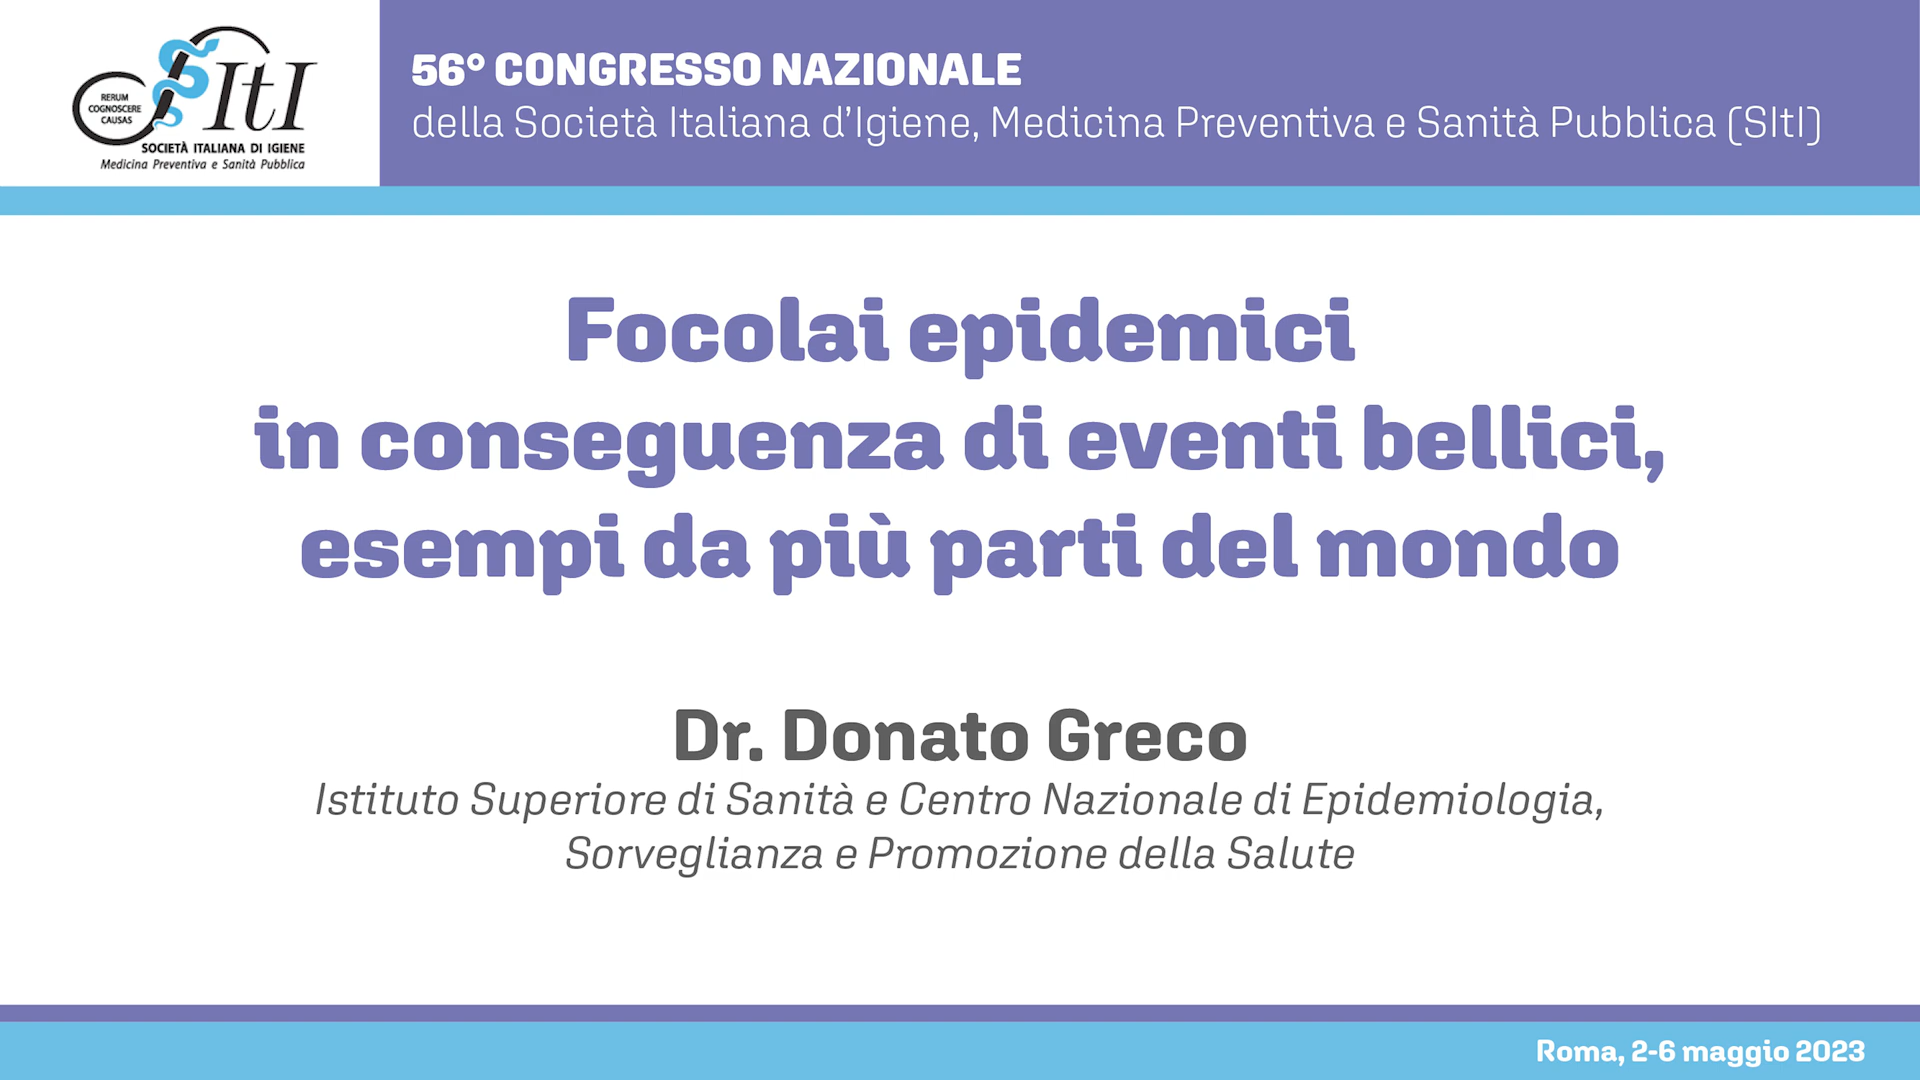 RERUM
COGNOSCERE
CAUSAS
SItI
SOCIETÀ ITALIANA DI IGIENE
Medicina Preventiva e Sanità Pubblica
56° CONGRESSO NAZIONALE
della Società Italiana d’Igiene, Medicina Preventiva e Sanità Pubblica (SItI)
Focolai epidemici
in conseguenza di eventi bellici,
esempi da più parti del mondo
Dr. Donato Greco
Istituto Superiore di Sanità e Centro Nazionale di Epidemiologia,
Sorveglianza e Promozione della Salute
Roma, 2-6 maggio 2023